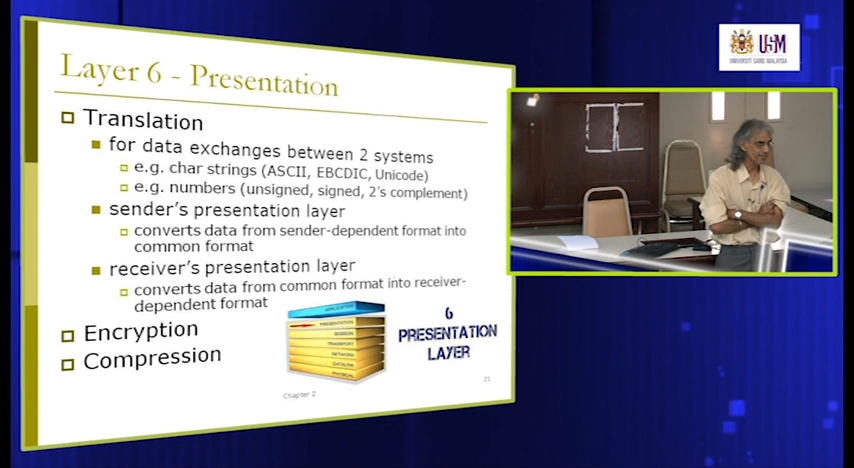 Layer 6 - Presentation
Translation
for data exchanges between 2 systems
e.g. char strings (ASCII, EBCDIC, Unicode)
e.g. numbers (unsigned, signed, 2's complement)
sender's presentation layer
converts data from sender-dependent format into
common format
receiver's presentation layer
converts data from common format into receiver-
dependent format
Encryption
Compression
APPLICATION
PRESENTATION
SESSION
TRANSPORT
NETWORK
DATALINK
PHYSICAL
6
PRESENTATION
LAYER
Chapter 2
21
USM
UNIVERSITI SAINS MALAYSIA